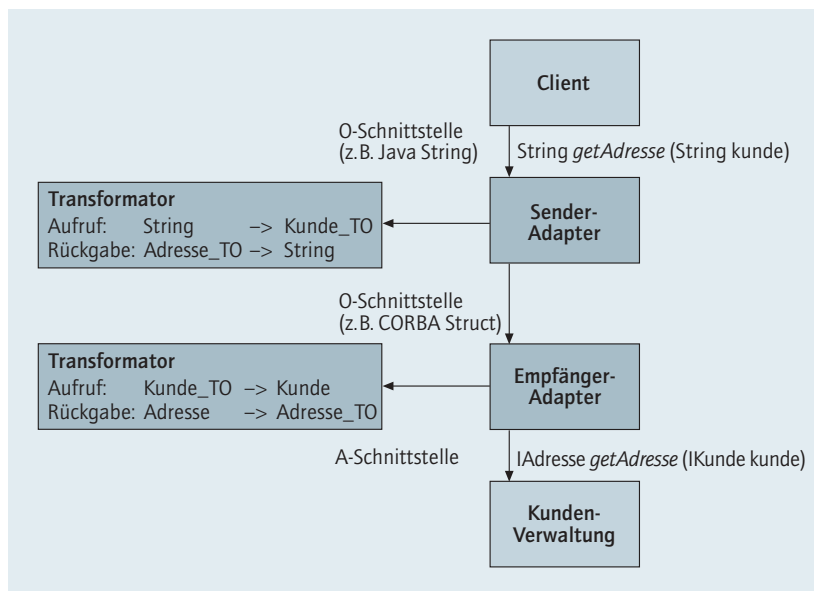 Client
O-Schnittstelle
(z.B. Java String)
String getAdresse (String kunde)
Transformator
Aufruf: String –> Kunde_TO
Rückgabe: Adresse_TO –> String
Sender-
Adapter
O-Schnittstelle
(z.B. CORBA Struct)
Transformator
Aufruf: Kunde_TO –> Kunde
Rückgabe: Adresse –> Adresse_TO
Empfänger-
Adapter
A-Schnittstelle
IAdresse getAdresse (IKunde kunde)
Kunden-
Verwaltung